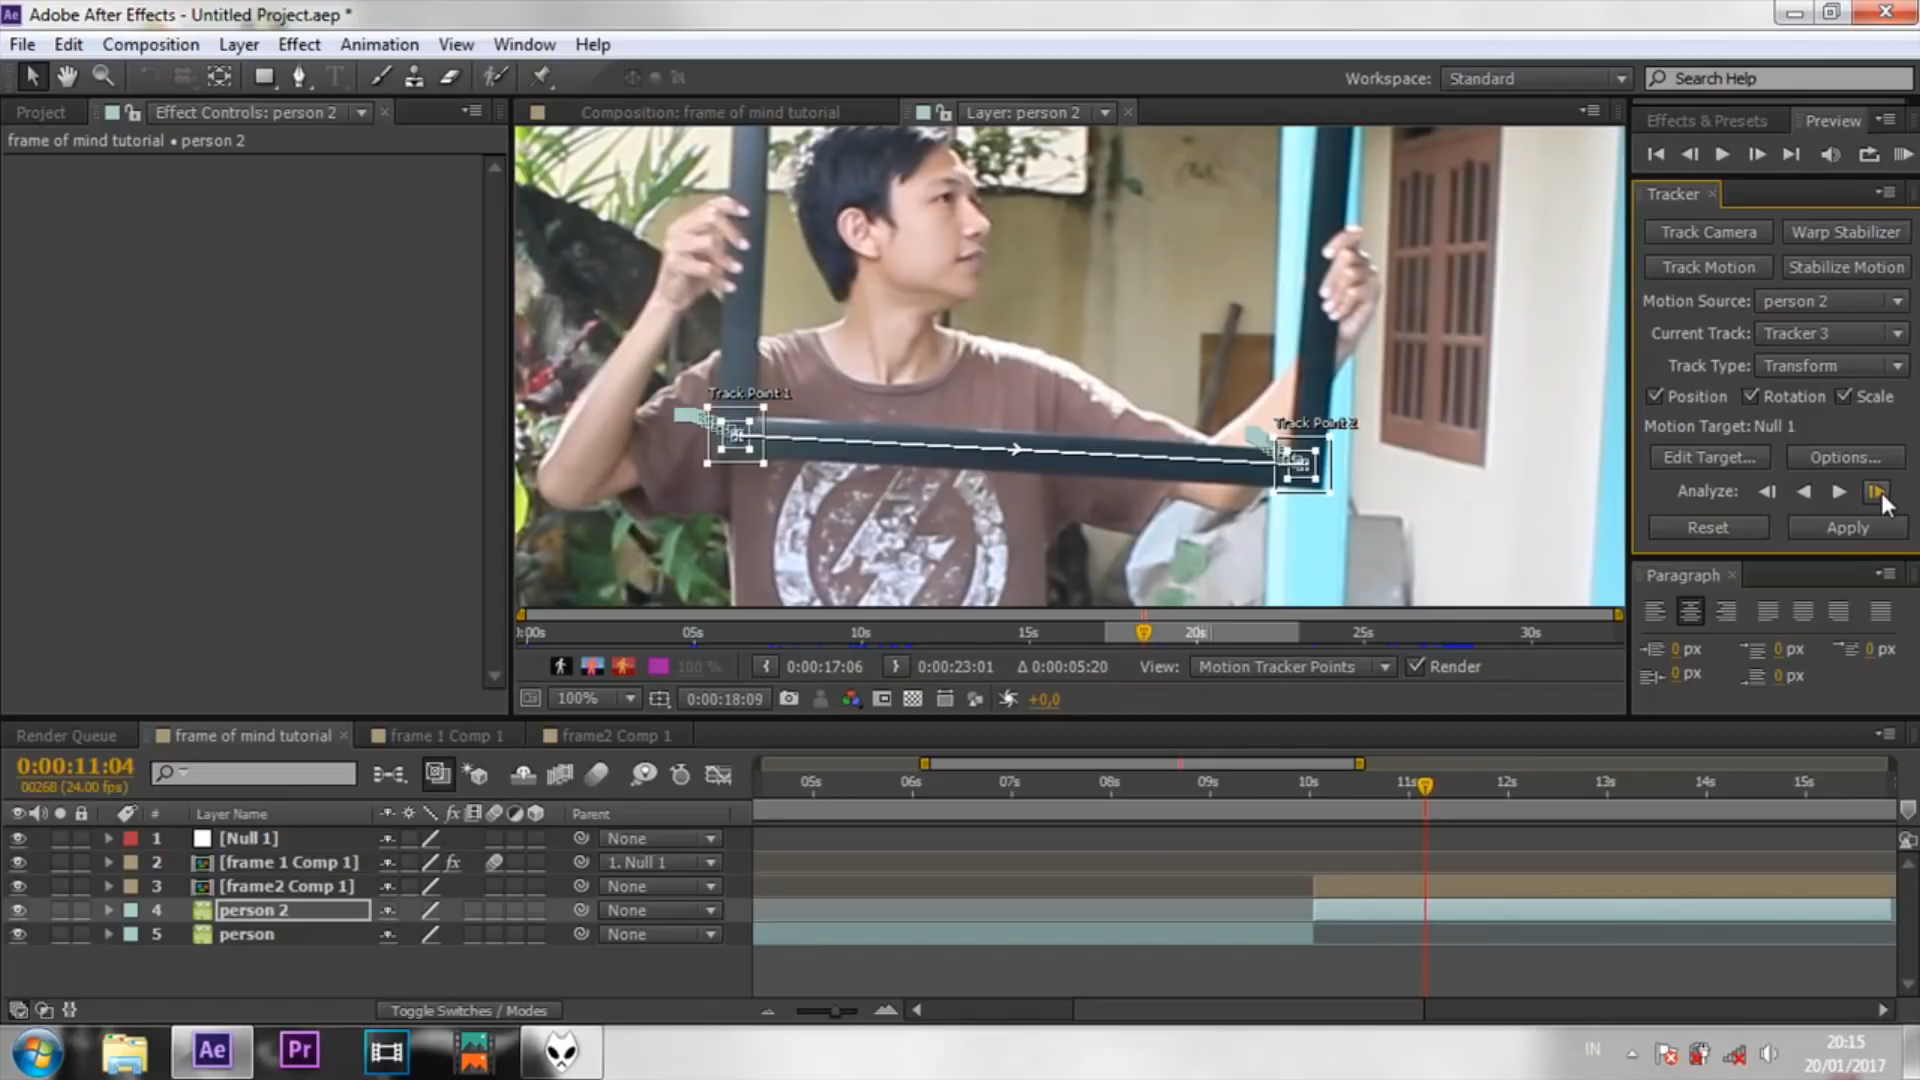 Ae Adobe After Effects - Untitled Project.aep *
File Edit Composition Layer Effect Animation View Window Help
Workspace: Standard Search Help
Project Effect Controls: person 2
frame of mind tutorial • person 2
Composition: frame of mind tutorial Layer: person 2
Track Point 1
Track Point 2
0:00s 05s 10s 15s 20s 25s 30s
100 % 0:00:17:06 0:00:23:01 Δ 0:00:05:20 View: Motion Tracker Points Render
100% 0:00:18:09 +0,0
Effects & Presets Preview
Tracker
Track Camera Warp Stabilizer
Track Motion Stabilize Motion
Motion Source: person 2
Current Track: Tracker 3
Track Type: Transform
Position Rotation Scale
Motion Target: Null 1
Edit Target... Options...
Analyze:
Reset Apply
Paragraph
0 px 0 px 0 px
0 px 0 px
Render Queue frame of mind tutorial frame 1 Comp 1 frame2 Comp 1
0:00:11:04
00268 (24.00 fps)
05s 06s 07s 08s 09s 10s 11s 12s 13s 14s 15s
# Layer Name fx Parent
1 [Null 1] None
2 [frame 1 Comp 1] fx 1. Null 1
3 [frame2 Comp 1] None
4 person 2 None
5 person None
Toggle Switches / Modes
Ae Pr IN 20:15
20/01/2017